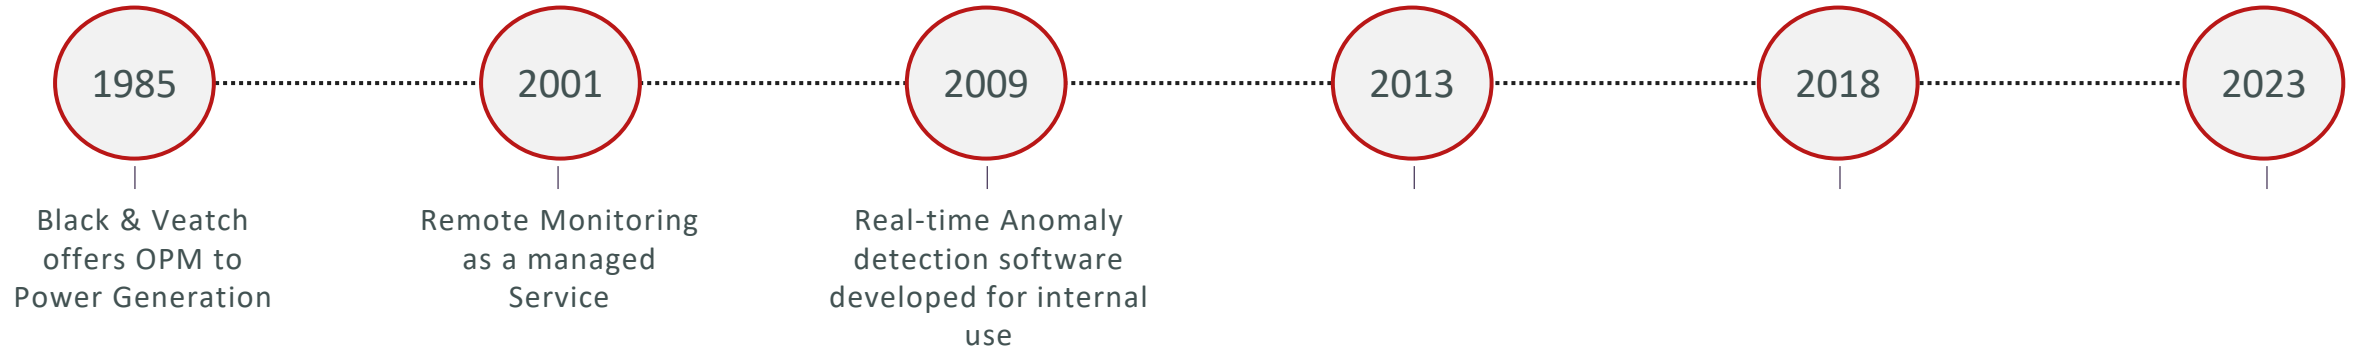 1985
2001
2009
2013
2018
2023
Black & Veatch
offers OPM to
Power Generation
Remote Monitoring
as a managed
Service
Real-time Anomaly
detection software
developed for internal
use